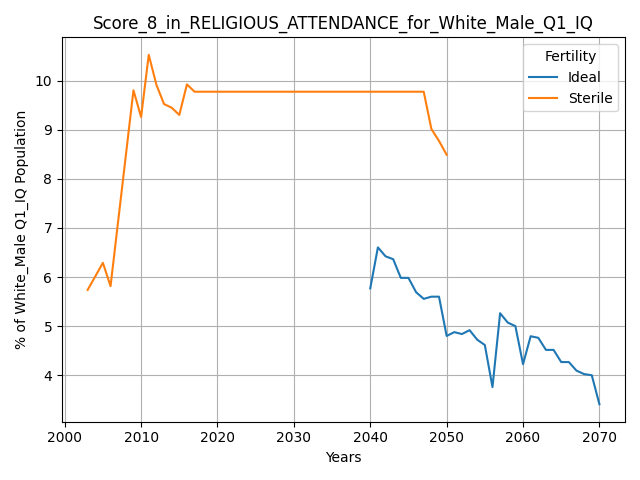 Score_8_in_RELIGIOUS_ATTENDANCE_for_White_Male_Q1_IQ
Fertility
Ideal
Sterile
% of White_Male Q1_IQ Population
10
9
8
7
6
5
4
2000 2010 2020 2030 2040 2050 2060 2070
Years